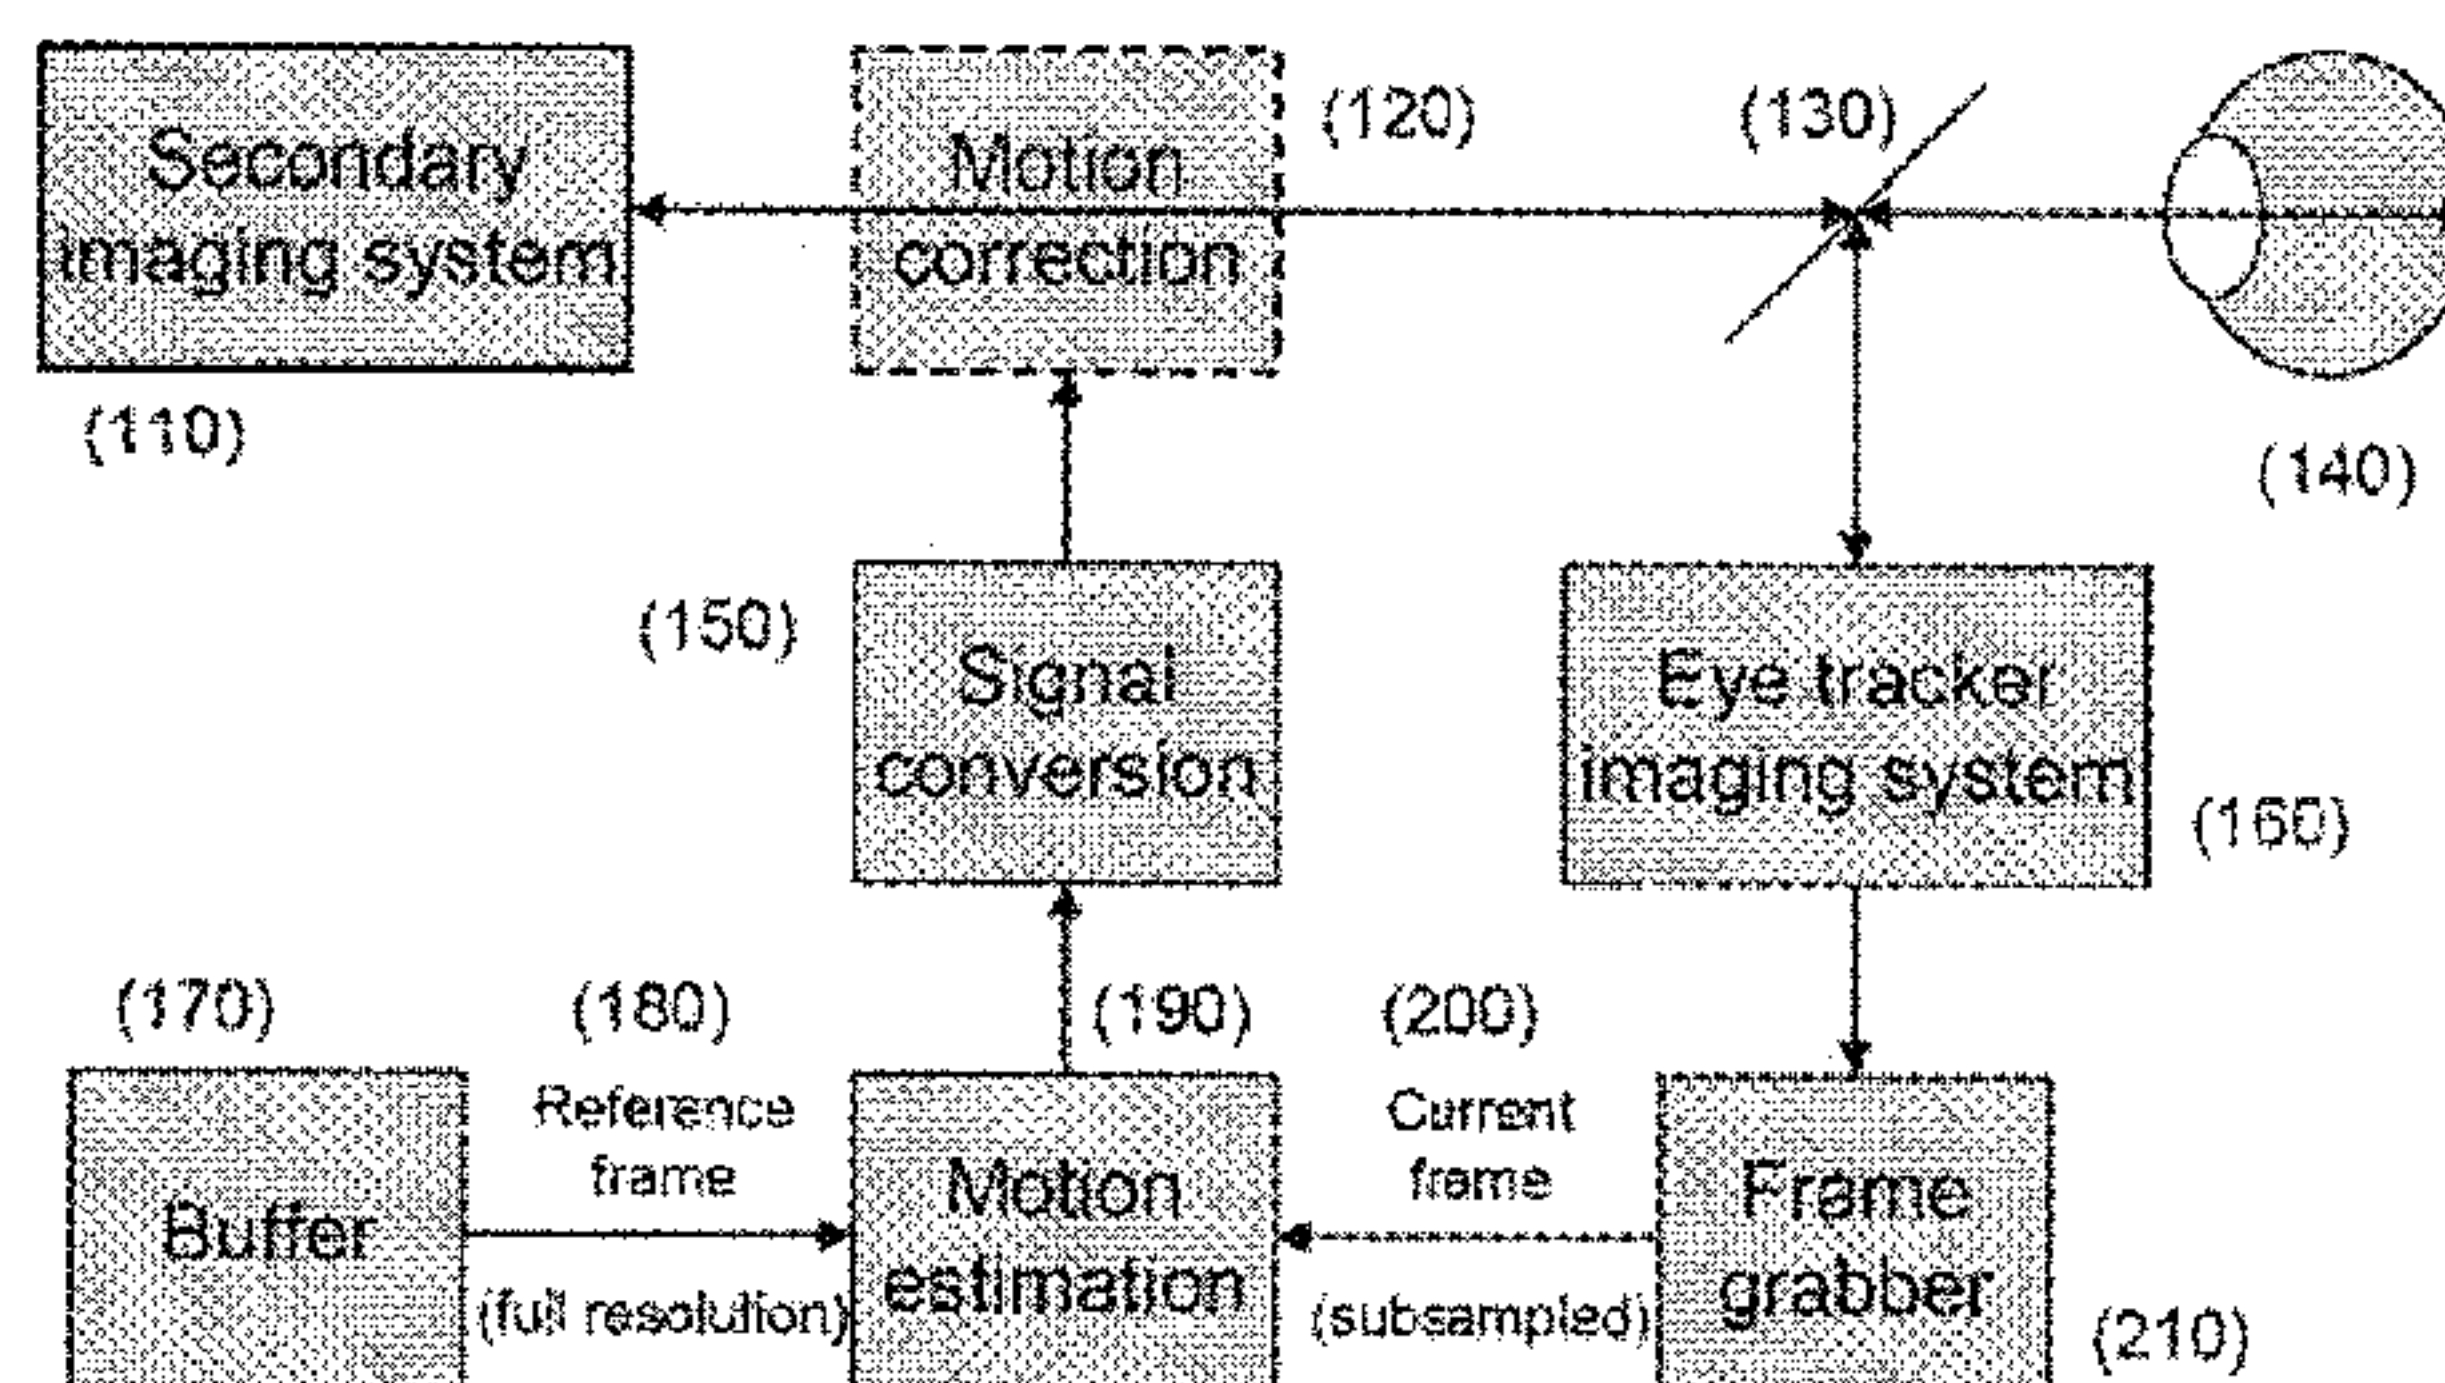 Secondary
imaging system
(110)
Motion
correction
(120)
(130)
(140)
(150)
Signal
conversion
Eye tracker
imaging system
(160)
(170)
(180)
(190)
(200)
Buffer
Reference
frame
(full resolution)
Motion
estimation
Current
frame
(subsampled)
Frame
grabber
(210)